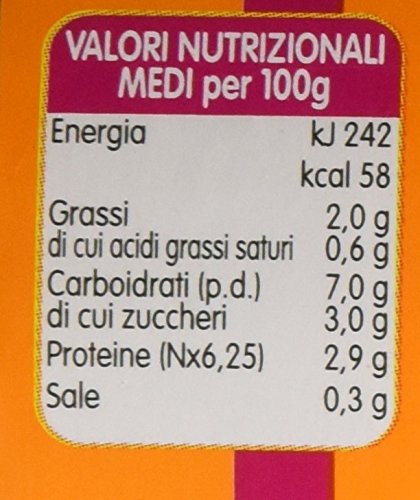 VALORI NUTRIZIONALI
MEDI per 100g
Energia kJ 242
kcal 58
Grassi 2,0 g
di cui acidi grassi saturi 0,6 g
Carboidrati (p.d.) 7,0 g
di cui zuccheri 3,0 g
Proteine (Nx6,25) 2,9 g
Sale 0,3 g